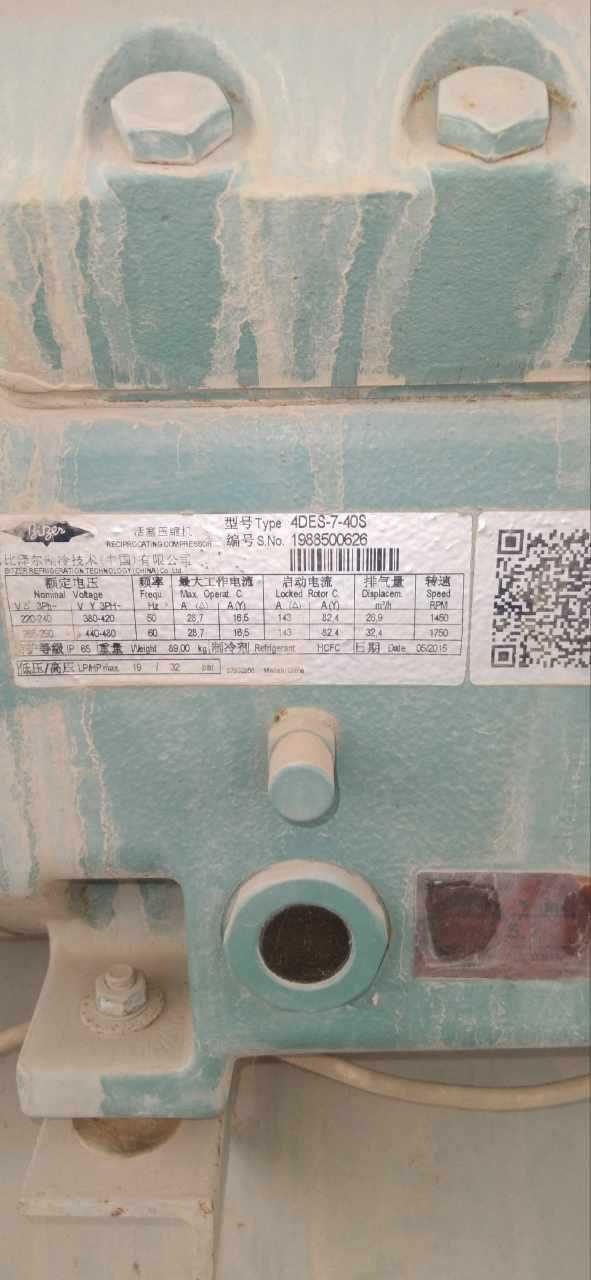 Bitzer
活塞压缩机
RECIPROCATING COMPRESSOR
型号 Type 4DES-7-40S
编号 S.No. 1988500626
比泽尔制冷技术(中国)有限公司
BITZER REFRIGERATION TECHNOLOGY (CHINA) Co.Ltd
额定电压 频率 最大工作电流 启动电流 排气量 转速
Nominal Voltage Frequ. Max. Operat. C. Locked Rotor C. Displacem. Speed
V △ 3PH~ V Y 3PH~ Hz A (△) A(Y) A (△) A(Y) m³/h RPM
220-240 380-420 50 28,7 16,5 143 82,4 26,9 1450
440-480 60 28,7 16,5 143 82,4 32,4 1750
等级 IP 65 重量 Weight 89,00 kg 制冷剂 Refrigerant HCFC 日期 Date 05/2015
低压/高压 LP/HP max. 19 / 32 bar Made in China